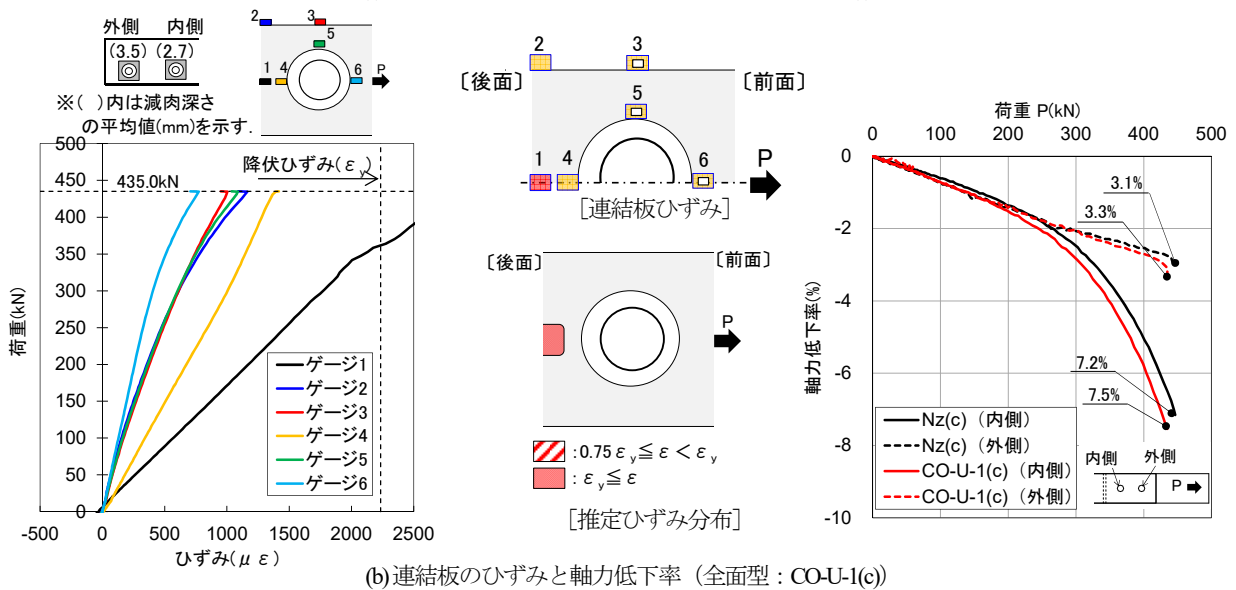 外側 内側
(3.5) (2.7)
※( )内は減肉深さ
の平均値(mm)を示す.
2 3
5
1 4 6 P
500
450
400
350
300
250
200
150
100
50
0
荷重(kN)
435.0kN
降伏ひずみ(εy)
ゲージ1
ゲージ2
ゲージ3
ゲージ4
ゲージ5
ゲージ6
-500 0 500 1000 1500 2000 2500
ひずみ(με)
2 3
〔後面〕 〔前面〕
5
1 4 6 P
[連結板ひずみ]
〔後面〕 〔前面〕
P
:0.75εy≦ε<εy
:εy≦ε
[推定ひずみ分布]
荷重 P(kN)
0 100 200 300 400 500
0
-2
-4
-6
-8
-10
軸力低下率(%)
3.1%
3.3%
7.2%
7.5%
Nz(c)(内側)
Nz(c)(外側)
CO-U-1(c)(内側)
CO-U-1(c)(外側)
内側 外側
P
(b)連結板のひずみと軸力低下率（全面型：CO-U-1(c)）